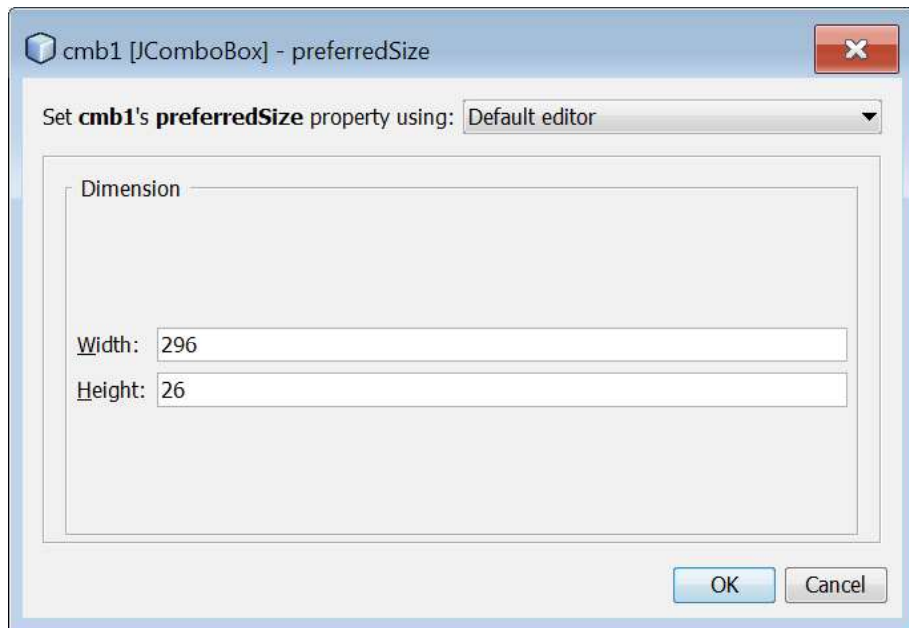 cmb1 [JComboBox] - preferredSize
Set cmb1's preferredSize property using: Default editor
Dimension
Width: 296
Height: 26
OK Cancel